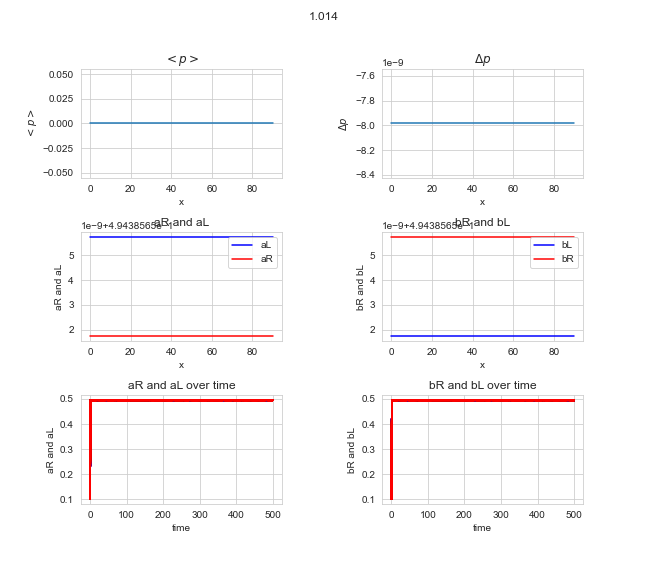 1.014
< p >
Δp
1e−9
0.050
0.025
0.000
−0.025
−0.050
< p >
0 20 40 60 80
x
−7.6
−7.8
−8.0
−8.2
−8.4
Δp
0 20 40 60 80
x
aR and aL
1e−9+4.9438565e−1
5
4
3
2
aR and aL
aL
aR
0 20 40 60 80
x
bR and bL
1e−9+4.9438565e−1
5
4
3
2
bR and bL
bL
bR
0 20 40 60 80
x
aR and aL over time
0.5
0.4
0.3
0.2
0.1
aR and aL
0 100 200 300 400 500
time
bR and bL over time
0.5
0.4
0.3
0.2
0.1
bR and bL
0 100 200 300 400 500
time